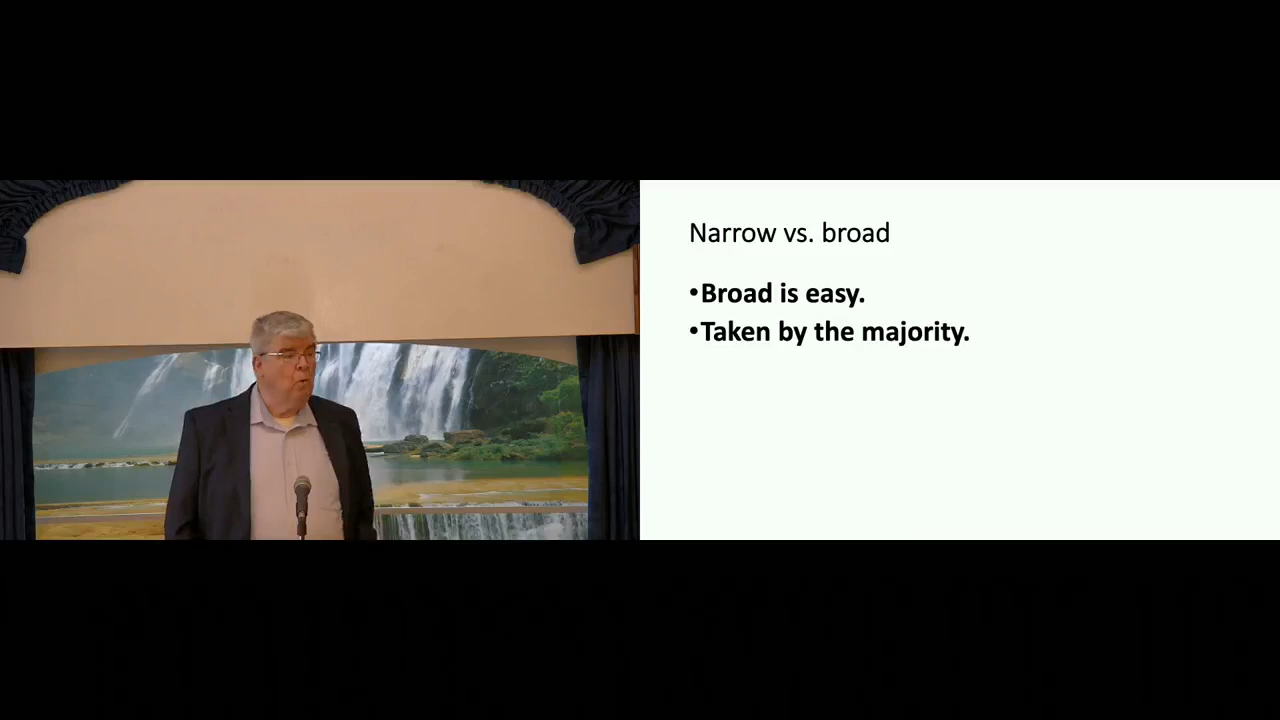 Narrow vs. broad
•Broad is easy.
•Taken by the majority.